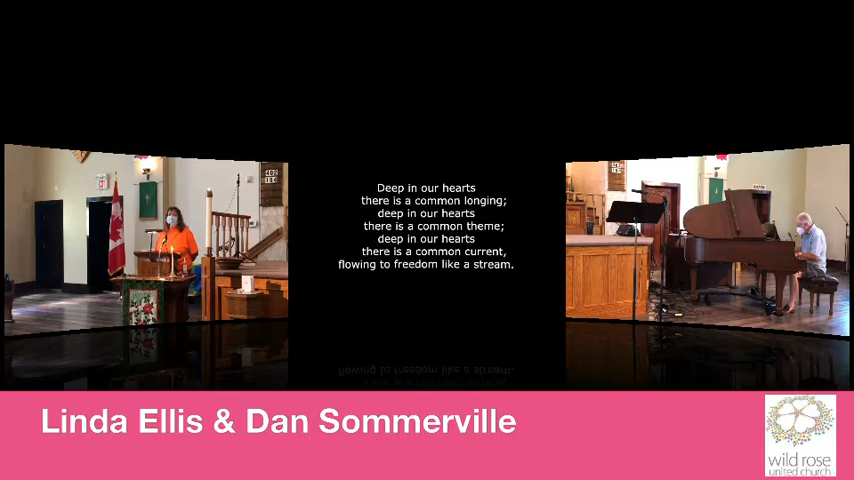 Deep in our hearts
there is a common longing;
deep in our hearts
there is a common theme;
deep in our hearts
there is a common current,
flowing to freedom like a stream.
Linda Ellis & Dan Sommerville
wild rose
united church